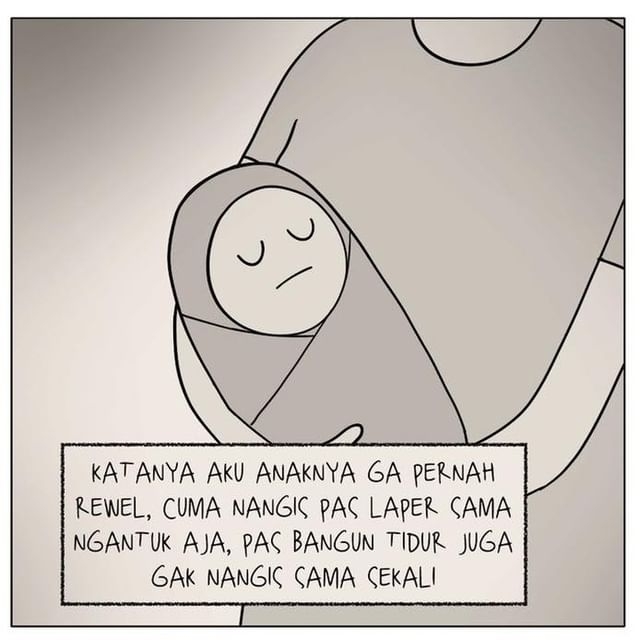 KATANYA AKU ANAKNYA GA PERNAH
REWEL, CUMA NANGIS PAS LAPER SAMA
NGANTUK AJA, PAS BANGUN TIDUR JUGA
GAK NANGIS SAMA SEKALI